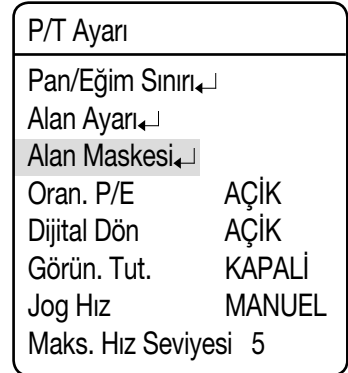 P/T Ayarı
Pan/Eğim Sınırı↵
Alan Ayarı↵
Alan Maskesi↵
Oran. P/E AÇİK
Dijital Dön AÇİK
Görün. Tut. KAPALİ
Jog Hız MANUEL
Maks. Hız Seviyesi 5